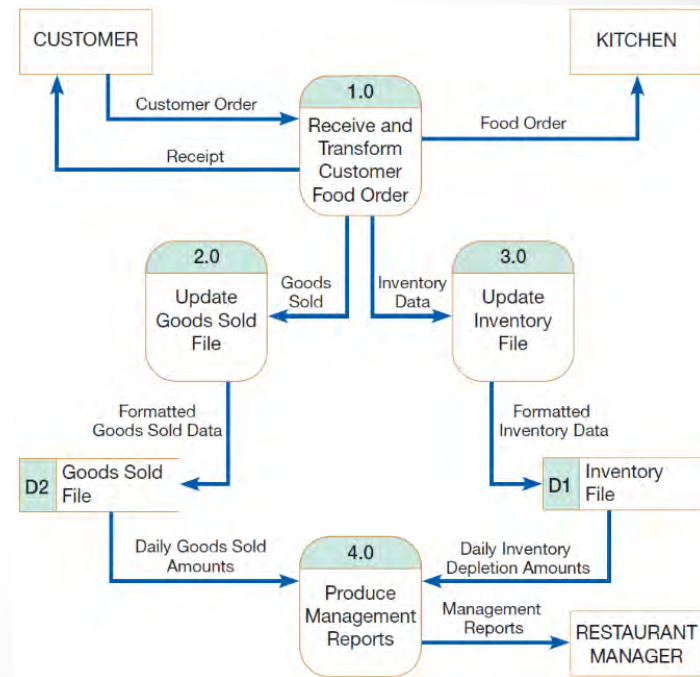 CUSTOMER
KITCHEN
1.0
Receive and
Transform
Customer
Food Order
Customer Order
Receipt
Food Order
2.0
Update
Goods Sold
File
Goods
Sold
Inventory
Data
3.0
Update
Inventory
File
Formatted
Goods Sold Data
Formatted
Inventory Data
D2
Goods Sold
File
D1
Inventory
File
Daily Goods Sold
Amounts
4.0
Produce
Management
Reports
Daily Inventory
Depletion Amounts
Management
Reports
RESTAURANT
MANAGER